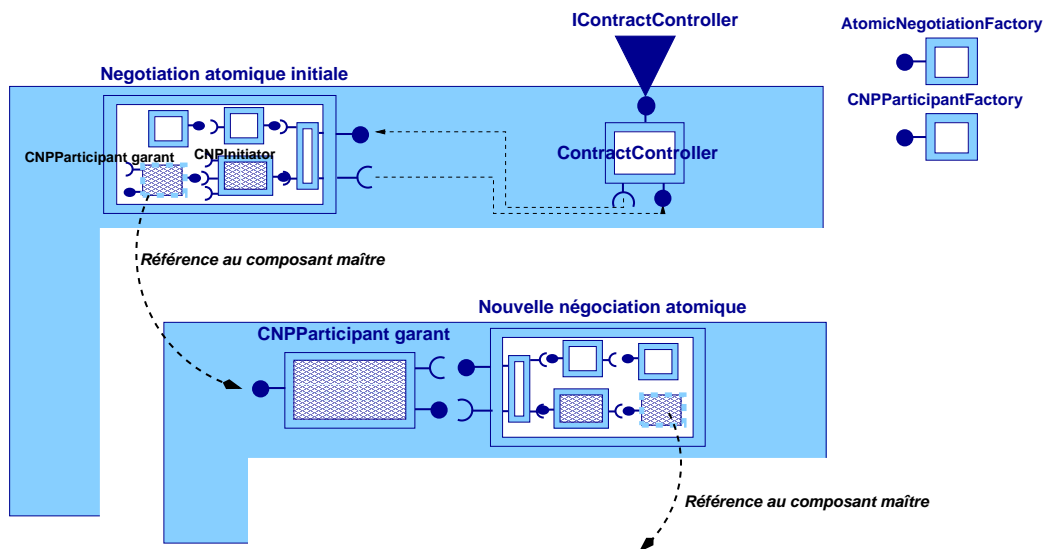 IContractController
AtomicNegotiationFactory
Negotiation atomique initiale
CNPParticipantFactory
CNPParticipant garant
CNPInitiator
ContractController
Référence au composant maître
Nouvelle négociation atomique
CNPParticipant garant
Référence au composant maître